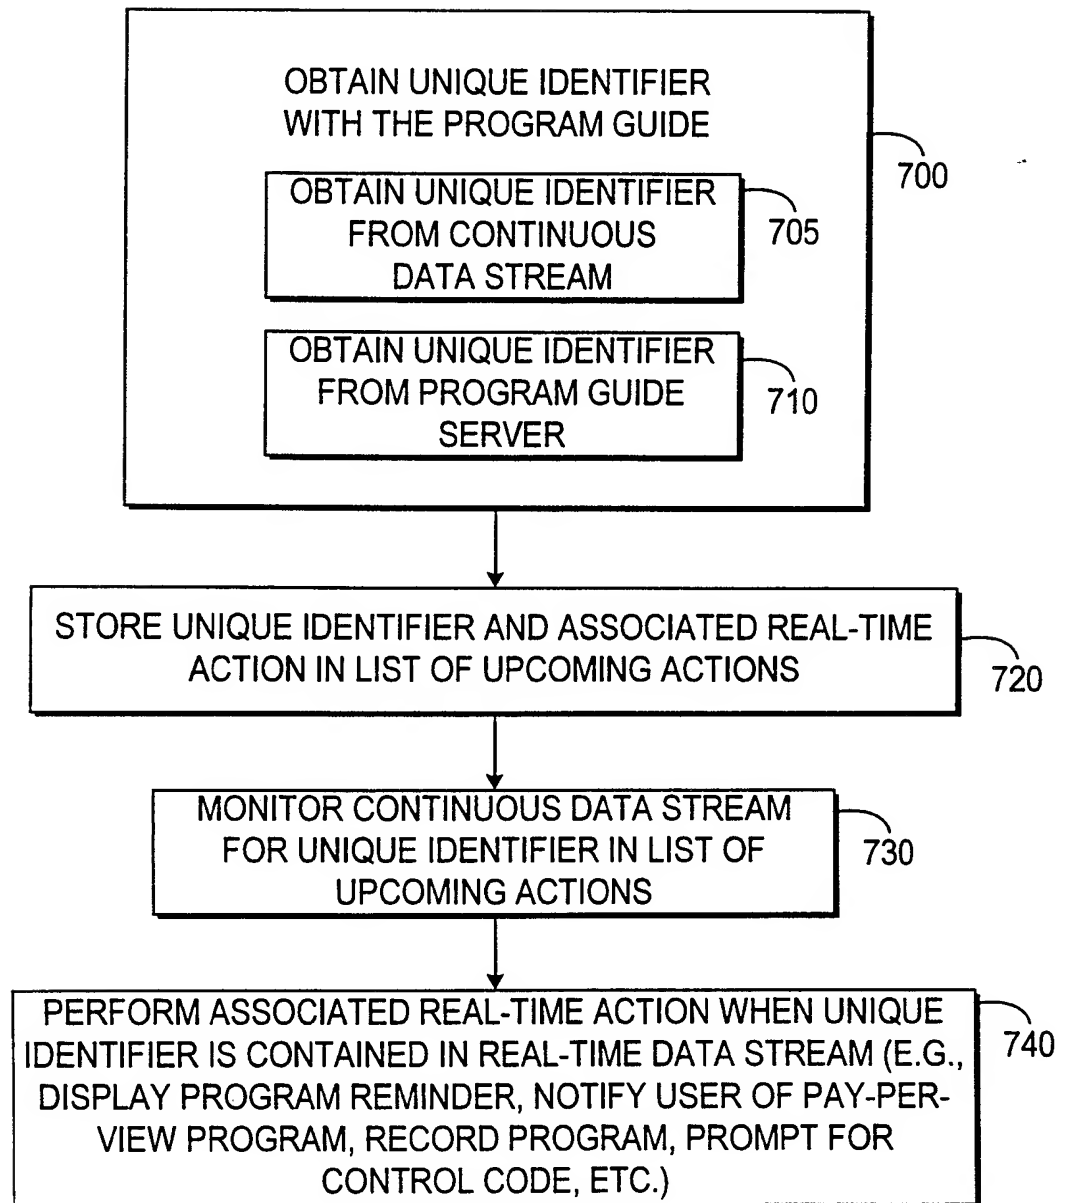 OBTAIN UNIQUE IDENTIFIER
WITH THE PROGRAM GUIDE
700
OBTAIN UNIQUE IDENTIFIER
FROM CONTINUOUS
DATA STREAM
705
OBTAIN UNIQUE IDENTIFIER
FROM PROGRAM GUIDE
SERVER
710
STORE UNIQUE IDENTIFIER AND ASSOCIATED REAL-TIME
ACTION IN LIST OF UPCOMING ACTIONS
720
MONITOR CONTINUOUS DATA STREAM
FOR UNIQUE IDENTIFIER IN LIST OF
UPCOMING ACTIONS
730
PERFORM ASSOCIATED REAL-TIME ACTION WHEN UNIQUE
IDENTIFIER IS CONTAINED IN REAL-TIME DATA STREAM (E.G.,
DISPLAY PROGRAM REMINDER, NOTIFY USER OF PAY-PER-
VIEW PROGRAM, RECORD PROGRAM, PROMPT FOR
CONTROL CODE, ETC.)
740